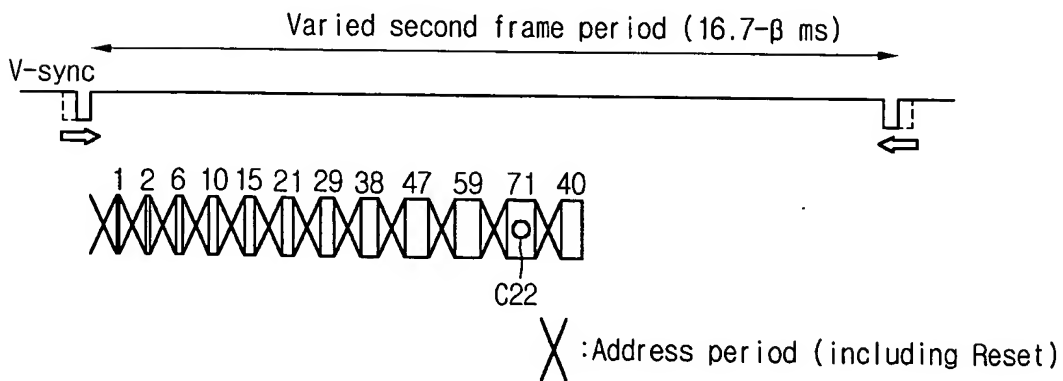 Varied second frame period (16.7-β ms)
V-sync
1 2 6 10 15 21 29 38 47 59 71 40
C22
:Address period (including Reset)